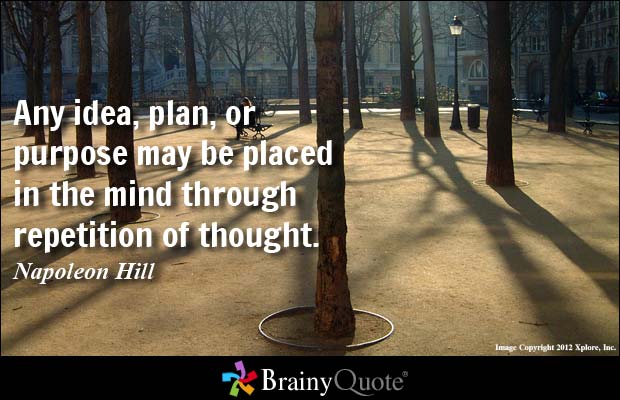 Any idea, plan, or
purpose may be placed
in the mind through
repetition of thought.
Napoleon Hill
Image Copyright 2012 Xplore, Inc.
BrainyQuote®